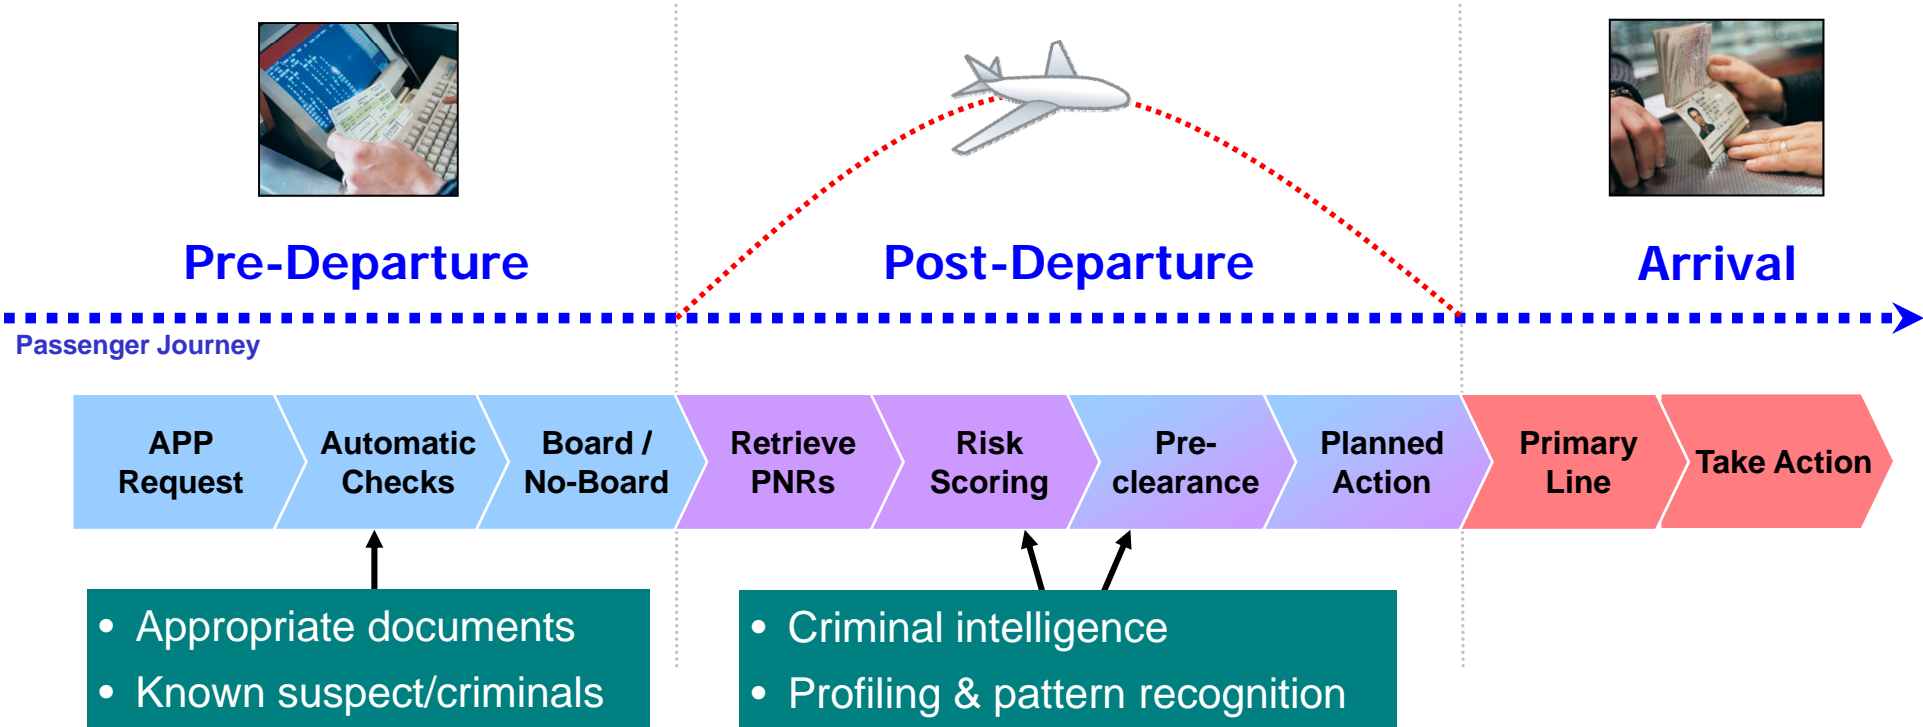 Pre-Departure
Post-Departure
Arrival
Passenger Journey
APP
Request
Automatic
Checks
Board /
No-Board
Retrieve
PNRs
Risk
Scoring
Pre-
clearance
Planned
Action
Primary
Line
Take Action
• Appropriate documents
• Known suspect/criminals
• Criminal intelligence
• Profiling & pattern recognition